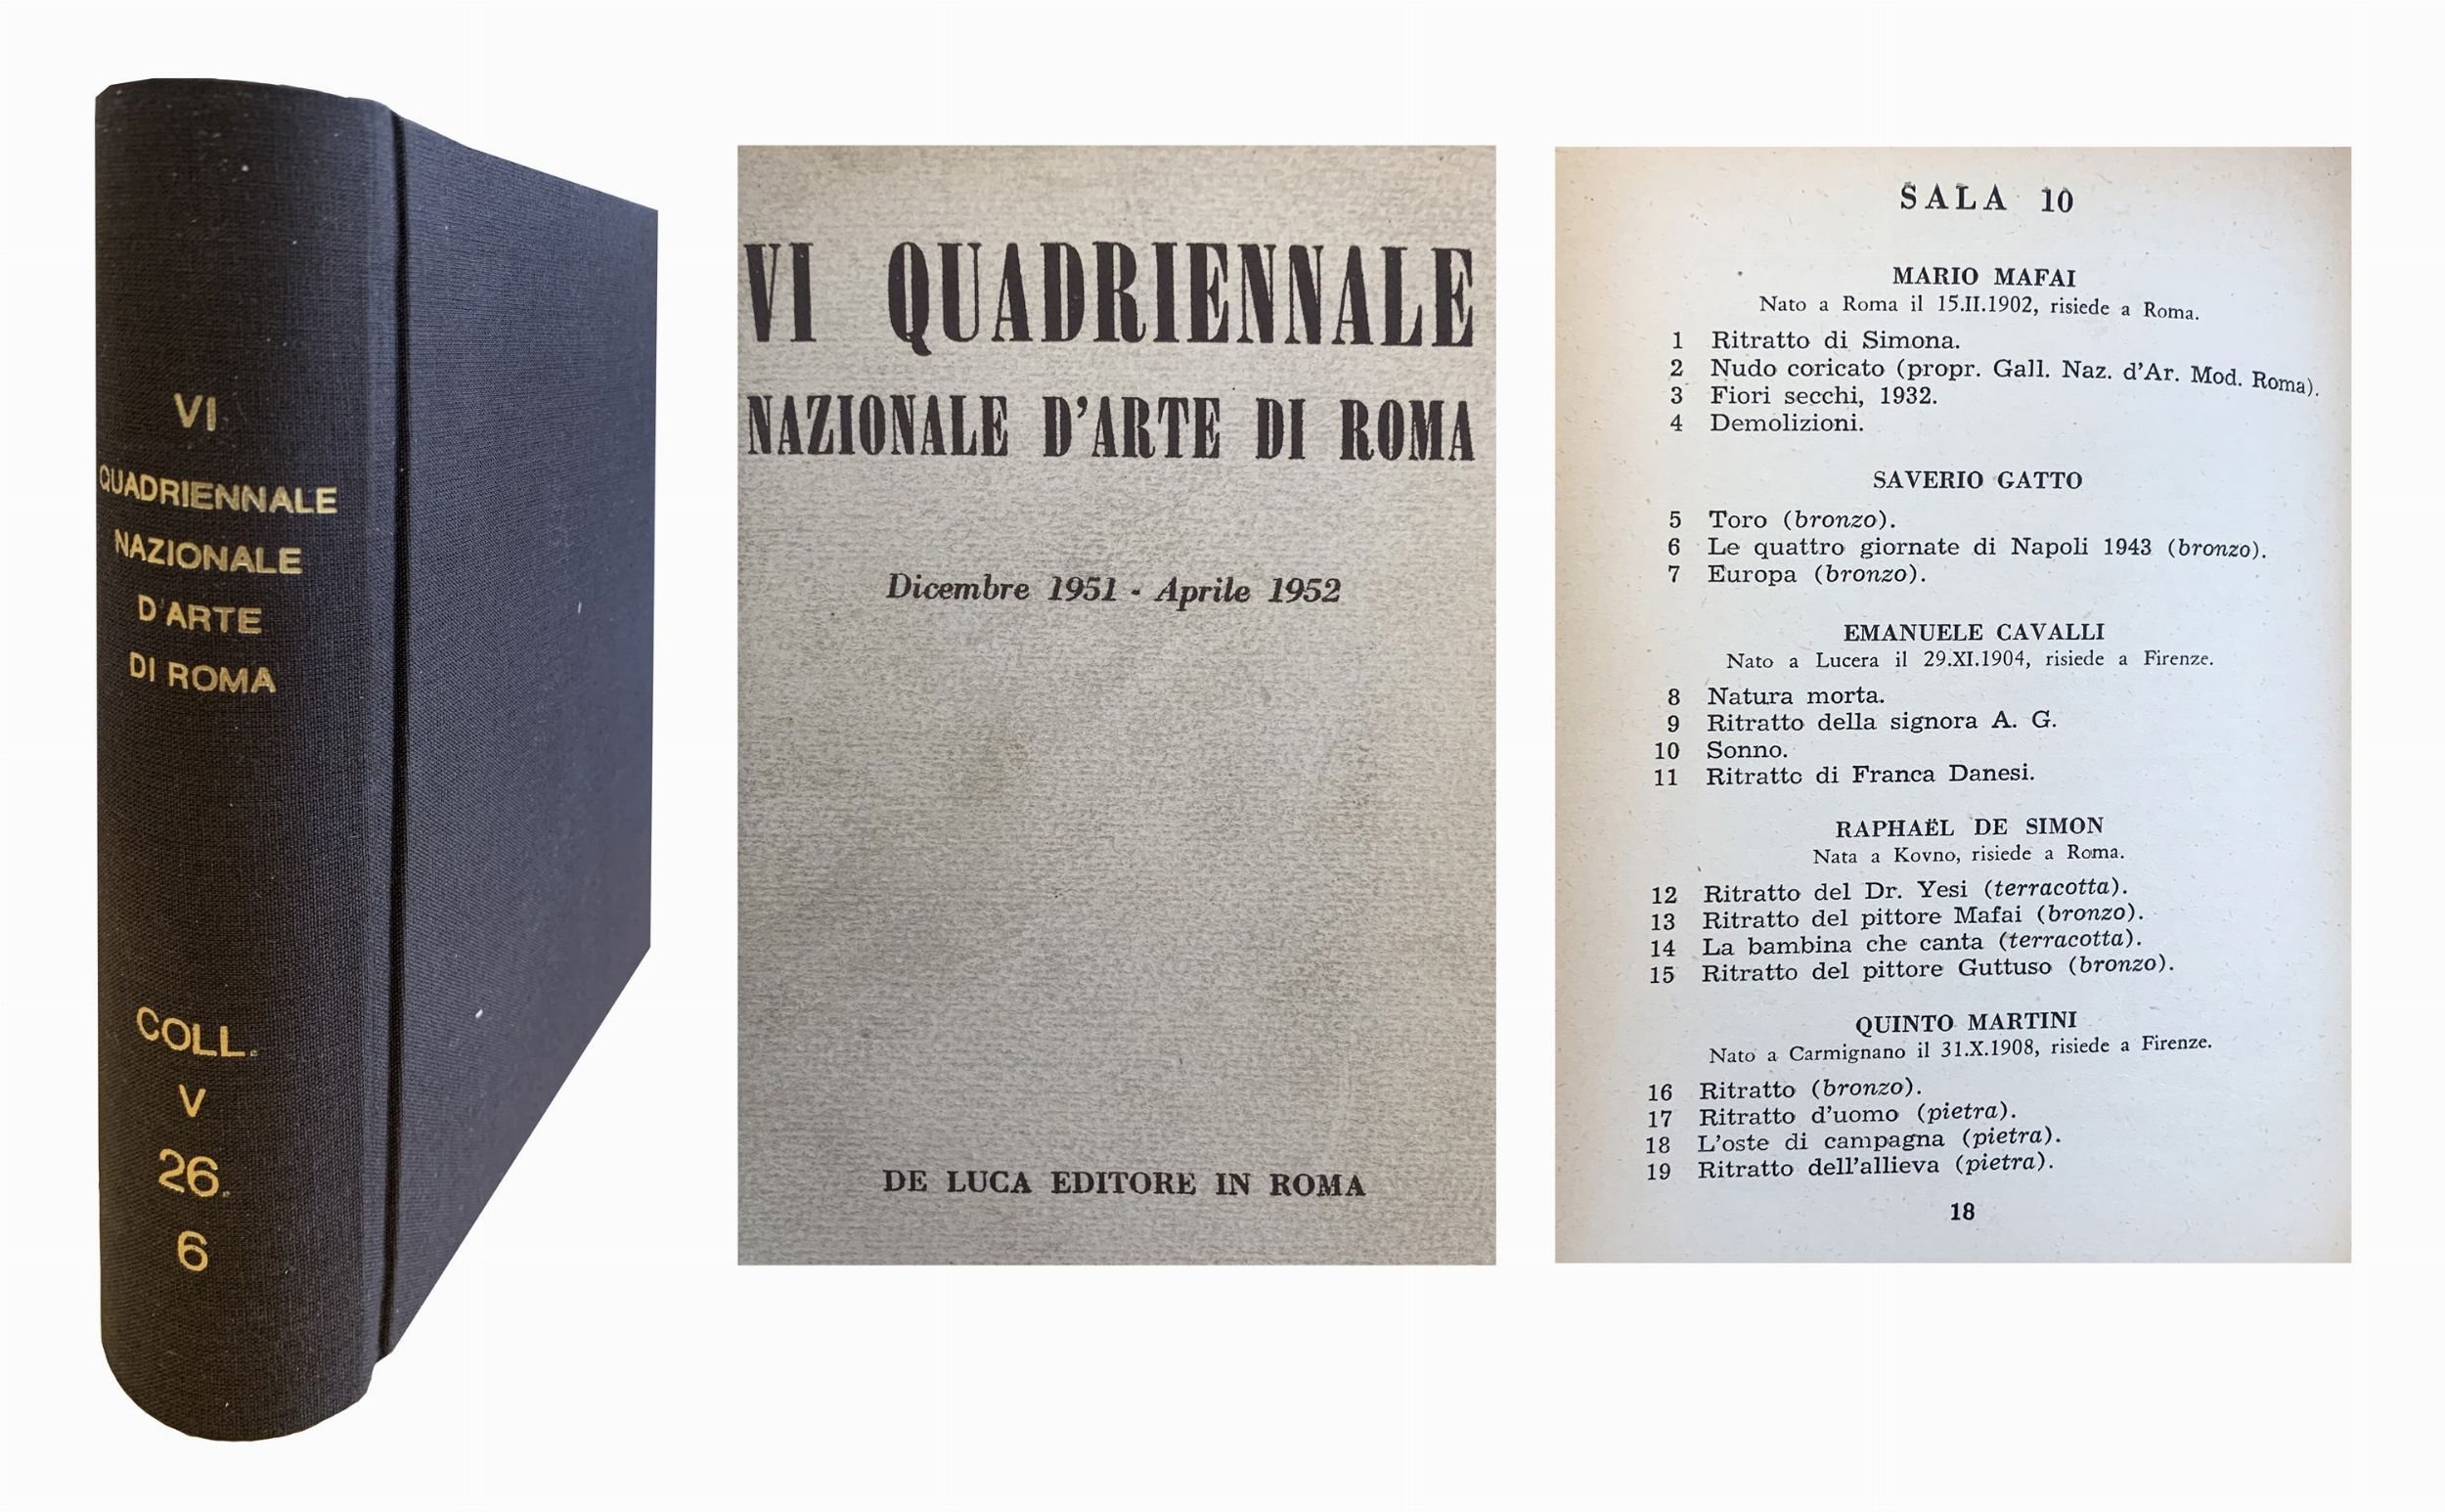 VI
QUADRIENNALE
NAZIONALE
D'ARTE
DI ROMA
COLL.
V
26.
6
VI QUADRIENNALE
NAZIONALE D'ARTE DI ROMA
Dicembre 1951 - Aprile 1952
DE LUCA EDITORE IN ROMA
SALA 10
MARIO MAFAI
Nato a Roma il 15.II.1902, risiede a Roma.
1 Ritratto di Simona.
2 Nudo coricato (propr. Gall. Naz. d'Ar. Mod. Roma).
3 Fiori secchi, 1932.
4 Demolizioni.
SAVERIO GATTO
5 Toro (bronzo).
6 Le quattro giornate di Napoli 1943 (bronzo).
7 Europa (bronzo).
EMANUELE CAVALLI
Nato a Lucera il 29.XI.1904, risiede a Firenze.
8 Natura morta.
9 Ritratto della signora A. G.
10 Sonno.
11 Ritratto di Franca Danesi.
RAPHAËL DE SIMON
Nata a Kovno, risiede a Roma.
12 Ritratto del Dr. Yesi (terracotta).
13 Ritratto del pittore Mafai (bronzo).
14 La bambina che canta (terracotta).
15 Ritratto del pittore Guttuso (bronzo).
QUINTO MARTINI
Nato a Carmignano il 31.X.1908, risiede a Firenze.
16 Ritratto (bronzo).
17 Ritratto d'uomo (pietra).
18 L'oste di campagna (pietra).
19 Ritratto dell'allieva (pietra).
18